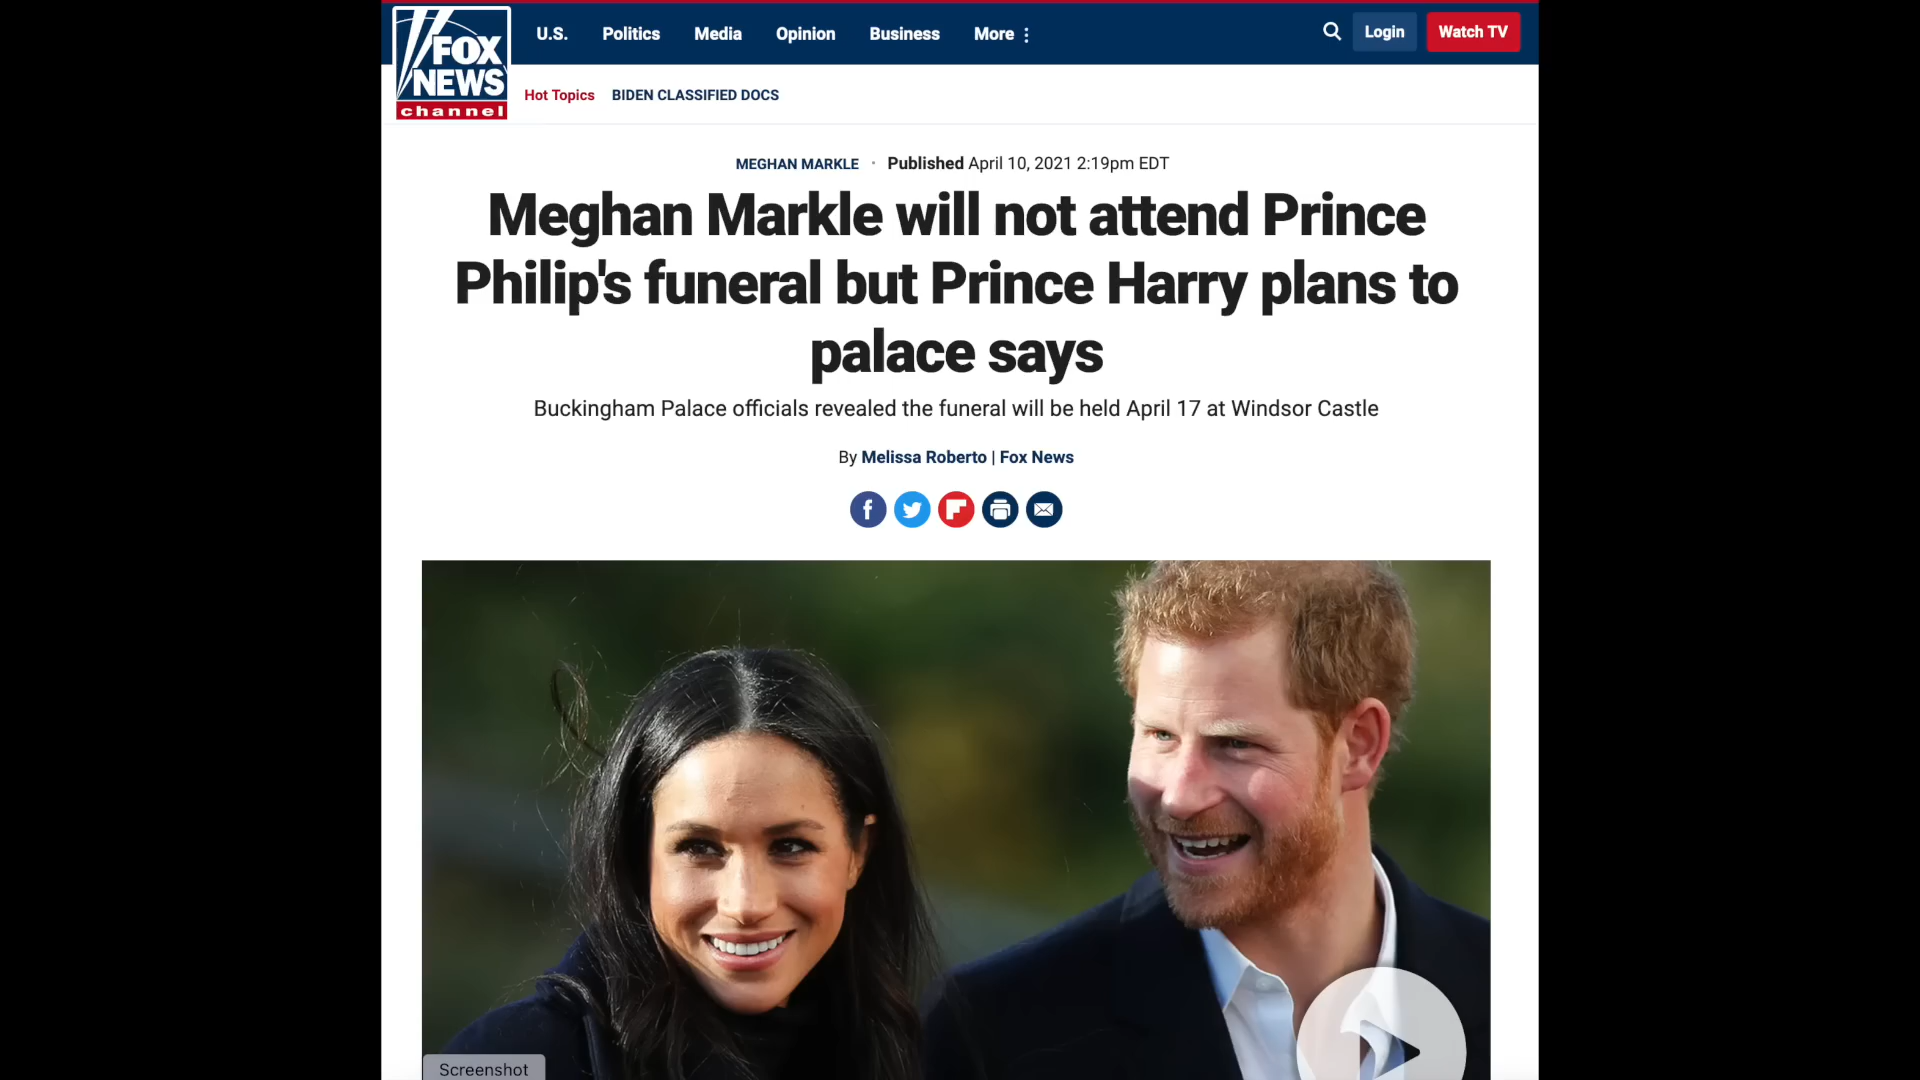 FOX
NEWS
channel
U.S. Politics Media Opinion Business More
Login
Watch TV
Hot Topics BIDEN CLASSIFIED DOCS
MEGHAN MARKLE · Published April 10, 2021 2:19pm EDT
Meghan Markle will not attend Prince
Philip's funeral but Prince Harry plans to
palace says
Buckingham Palace officials revealed the funeral will be held April 17 at Windsor Castle
By Melissa Roberto | Fox News
Screenshot